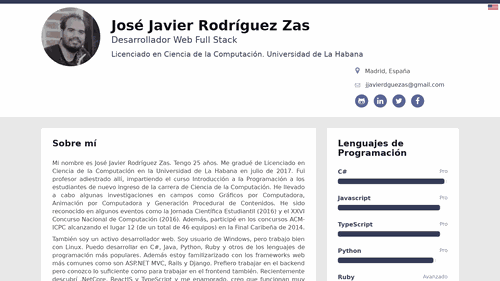 José Javier Rodríguez Zas
Desarrollador Web Full Stack
Licenciado en Ciencia de la Computación. Universidad de La Habana
Madrid, España
jjavierdguezas@gmail.com
Sobre mí
Mi nombre es José Javier Rodríguez Zas. Tengo 25 años. Me gradué de Licenciado en
Ciencia de la Computación en la Universidad de La Habana en julio de 2017. Fui
profesor adiestrado allí, impartiendo el curso Introducción a la Programación a los
estudiantes de nuevo ingreso de la carrera de Ciencia de la Computación. He llevado
a cabo algunas investigaciones en campos como Gráficos por Computadora,
Animación por Computadora y Generación Procedural de Contenidos. He sido
reconocido en algunos eventos como la Jornada Científica Estudiantil (2016) y el XXVI
Concurso Nacional de Computación (2016). Además, participé en los concursos ACM-
ICPC alcanzando el lugar 12 (de un total de 46 equipos) en la Final Caribeña de 2014.
También soy un activo desarrollador web. Soy usuario de Windows, pero trabajo bien
con Linux. Puedo desarrollar en C#, Java, Python, Ruby y otros de los lenguajes de
programación más populares. Además estoy familiarizado con los frameworks web
más comunes como son ASP.NET MVC, Rails y Django. Prefiero trabajar en el backend
pero conozco lo suficiente como para trabajar en el frontend también. Recientemente
descubrí .NetCore, ReactJS y TypeScript y me enamoraron, creo que funcionan muy
Lenguajes de
Programación
C# Pro
Javascript Pro
TypeScript Pro
Python Pro
Ruby Avanzado